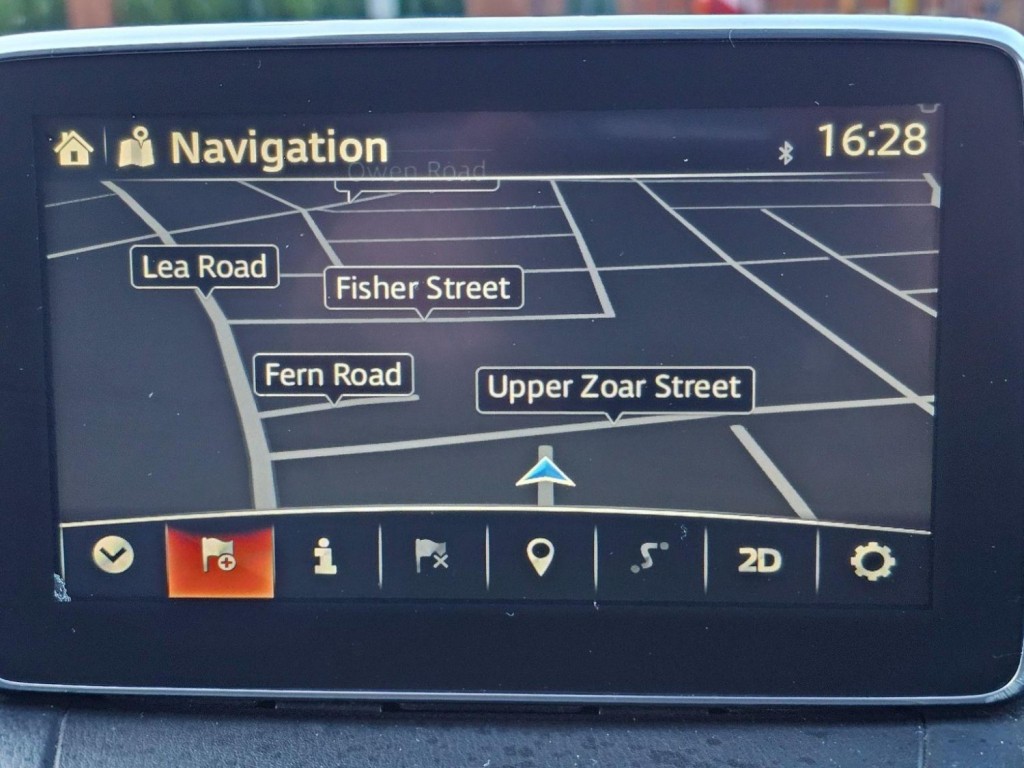 Navigation
16:28
Owen Road
Lea Road
Fisher Street
Fern Road
Upper Zoar Street
2D